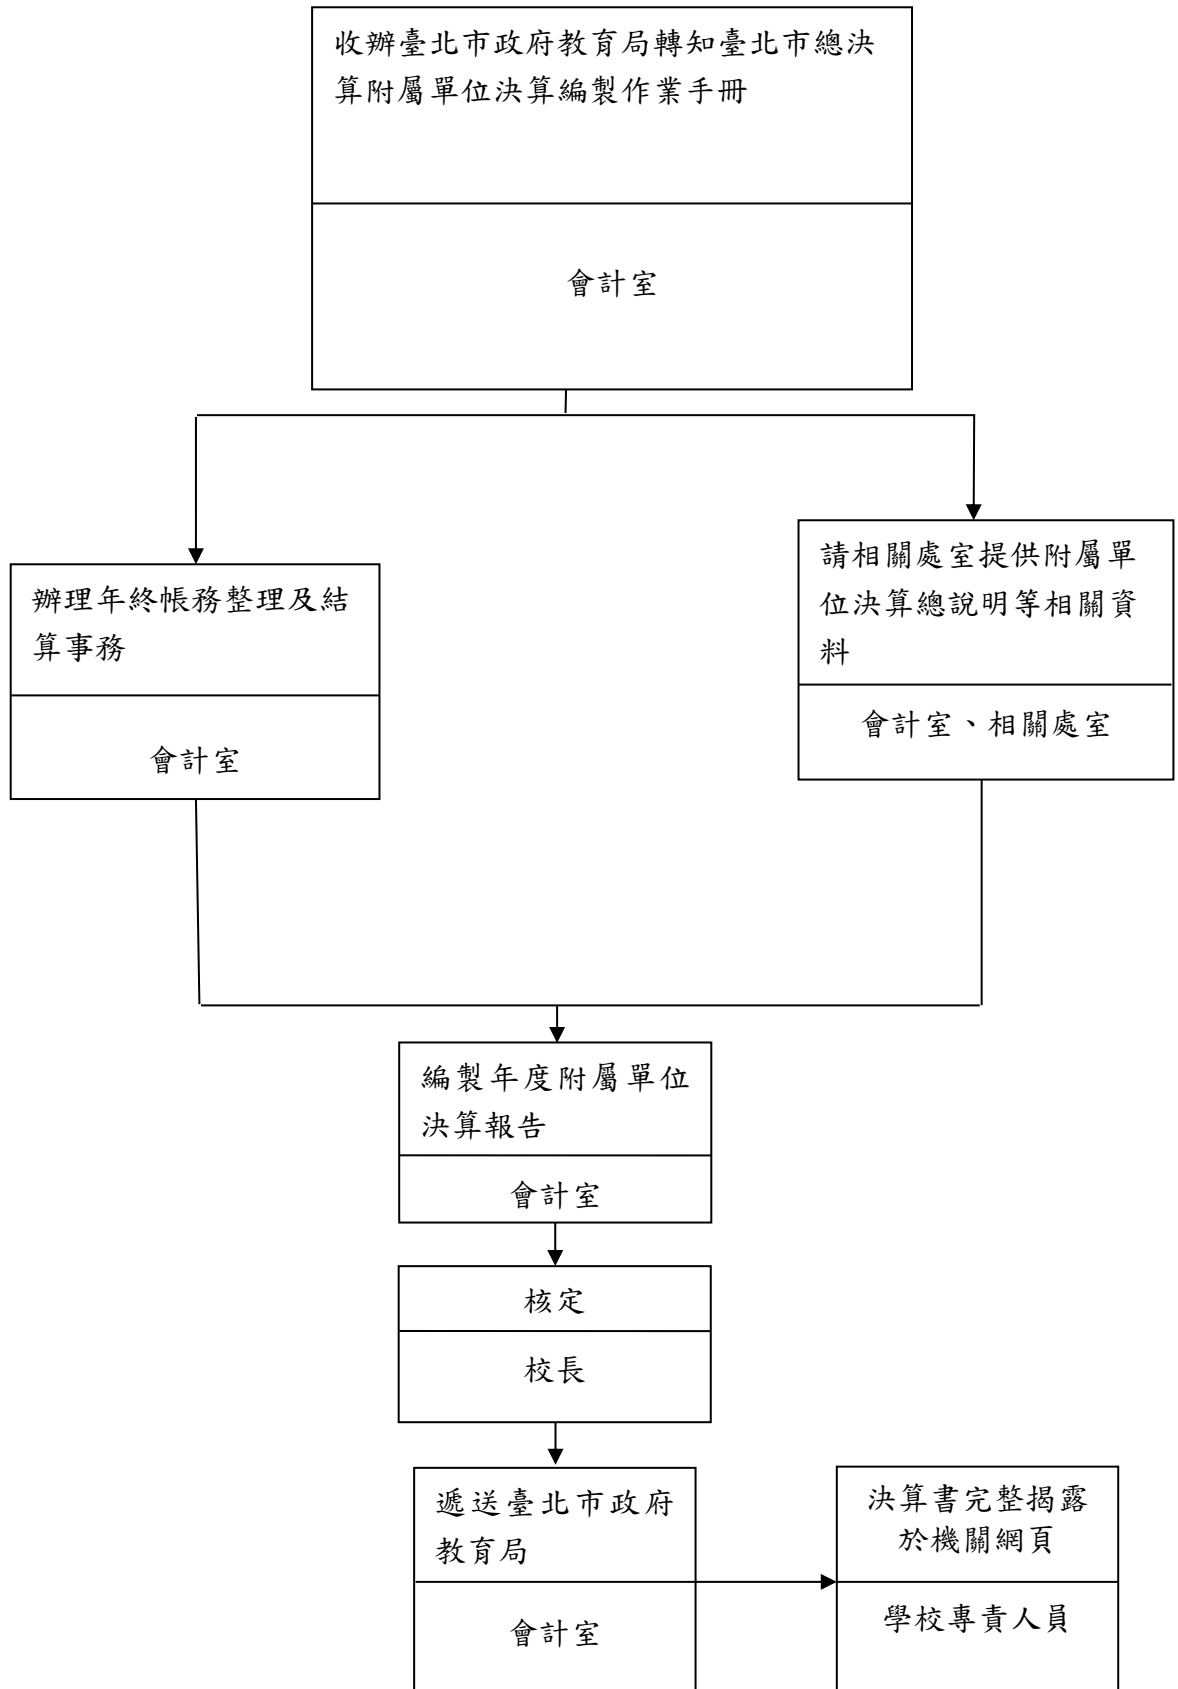 收辦臺北市政府教育局轉知臺北市總決
算附屬單位決算編製作業手冊
會計室
辦理年終帳務整理及結
算事務
會計室
請相關處室提供附屬單
位決算總說明等相關資
料
會計室、相關處室
編製年度附屬單位
決算報告
會計室
核定
校長
遞送臺北市政府
教育局
會計室
決算書完整揭露
於機關網頁
學校專責人員